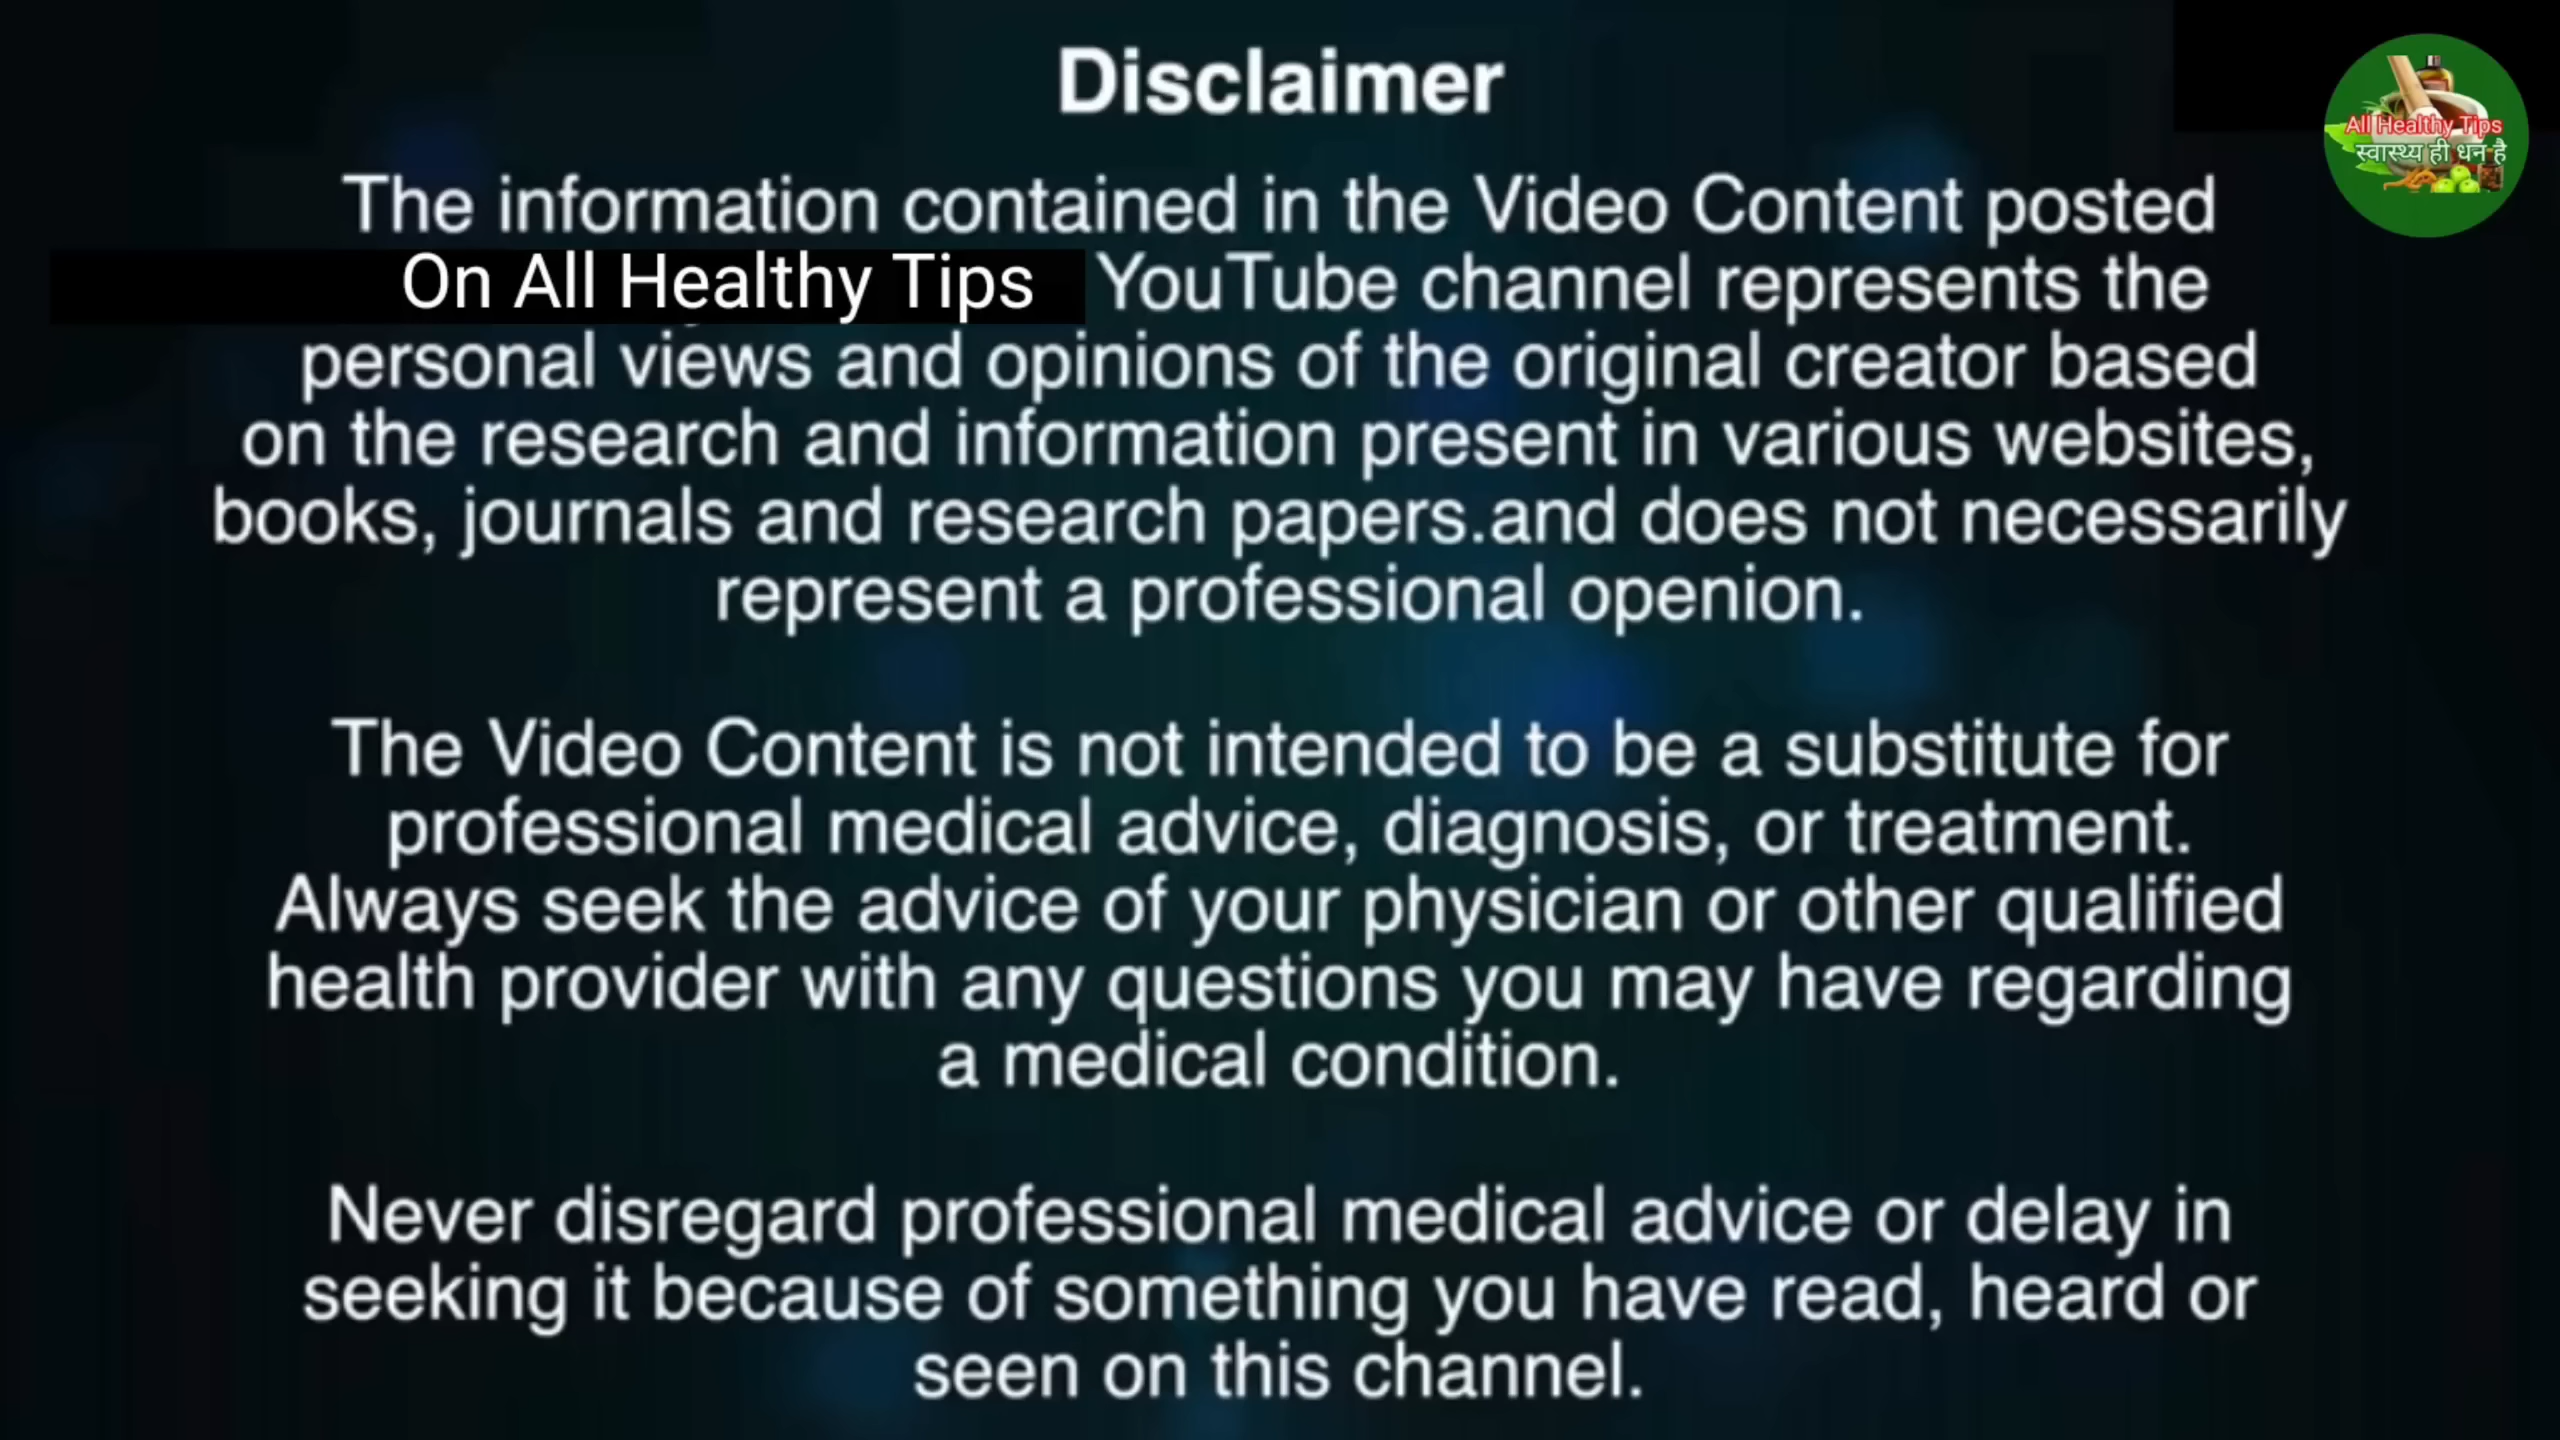 Disclaimer
All Healthy Tips
स्वास्थ्य ही धन है
The information contained in the Video Content posted
On All Healthy Tips YouTube channel represents the
personal views and opinions of the original creator based
on the research and information present in various websites,
books, journals and research papers.and does not necessarily
represent a professional openion.
The Video Content is not intended to be a substitute for
professional medical advice, diagnosis, or treatment.
Always seek the advice of your physician or other qualified
health provider with any questions you may have regarding
a medical condition.
Never disregard professional medical advice or delay in
seeking it because of something you have read, heard or
seen on this channel.